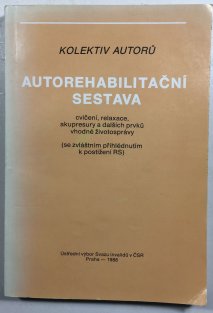 KOLEKTIV AUTORŮ
AUTOREHABILITAČNÍ
SESTAVA
cvičení, relaxace,
akupresury a dalších prvků
vhodné životosprávy
(se zvláštním přihlédnutím
k postižení RS)
Ústřední výbor Svazu invalidů v ČSR
Praha — 1988